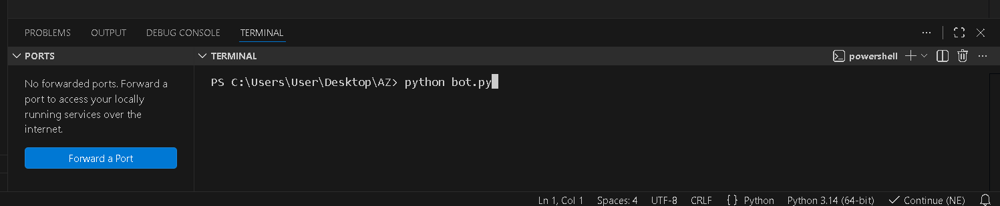 PROBLEMS OUTPUT DEBUG CONSOLE TERMINAL
PORTS
No forwarded ports. Forward a
port to access your locally
running services over the
internet.
Forward a Port
TERMINAL
powershell
PS C:\Users\User\Desktop\AZ> python bot.py
Ln 1, Col 1 Spaces: 4 UTF-8 CRLF { } Python Python 3.14 (64-bit) Continue (NE)